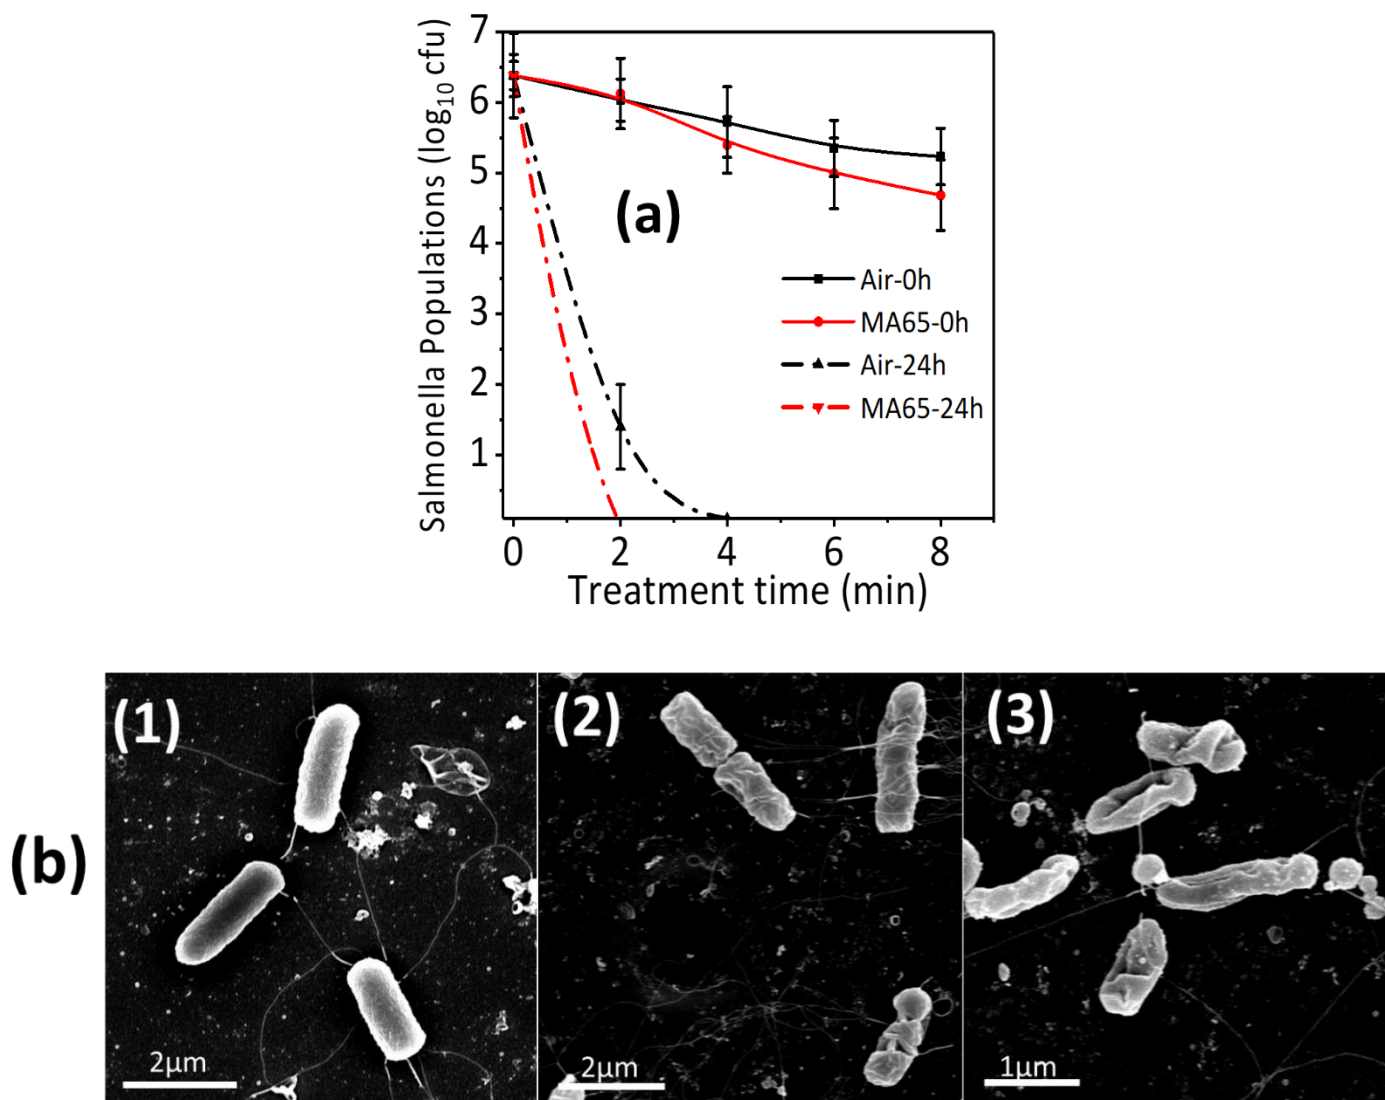 Salmonella Populations (log10 cfu)
7
6
5
4
3
2
1
(a)
Air-0h
MA65-0h
Air-24h
MA65-24h
0 2 4 6 8
Treatment time (min)
(b)
(1)
(2)
(3)
2μm
2μm
1μm